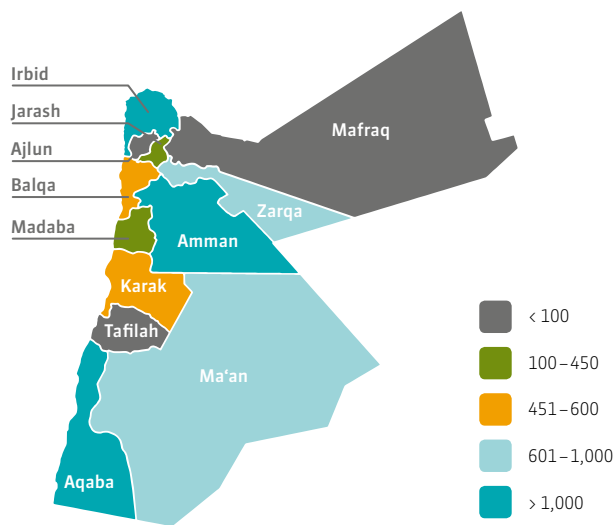 Irbid
Jarash
Ajlun
Balqa
Madaba
Mafraq
Zarqa
Amman
Karak
Tafilah
Ma‘an
Aqaba
< 100
100–450
451–600
601–1,000
> 1,000